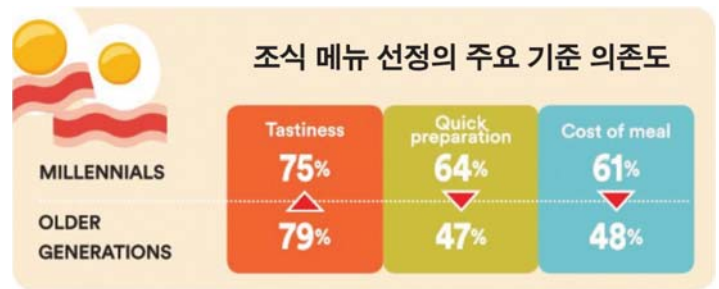 조식 메뉴 선정의 주요 기준 의존도
Tastiness
Quick
preparation
Cost of meal
MILLENNIALS
75%
64%
61%
OLDER
GENERATIONS
79%
47%
48%